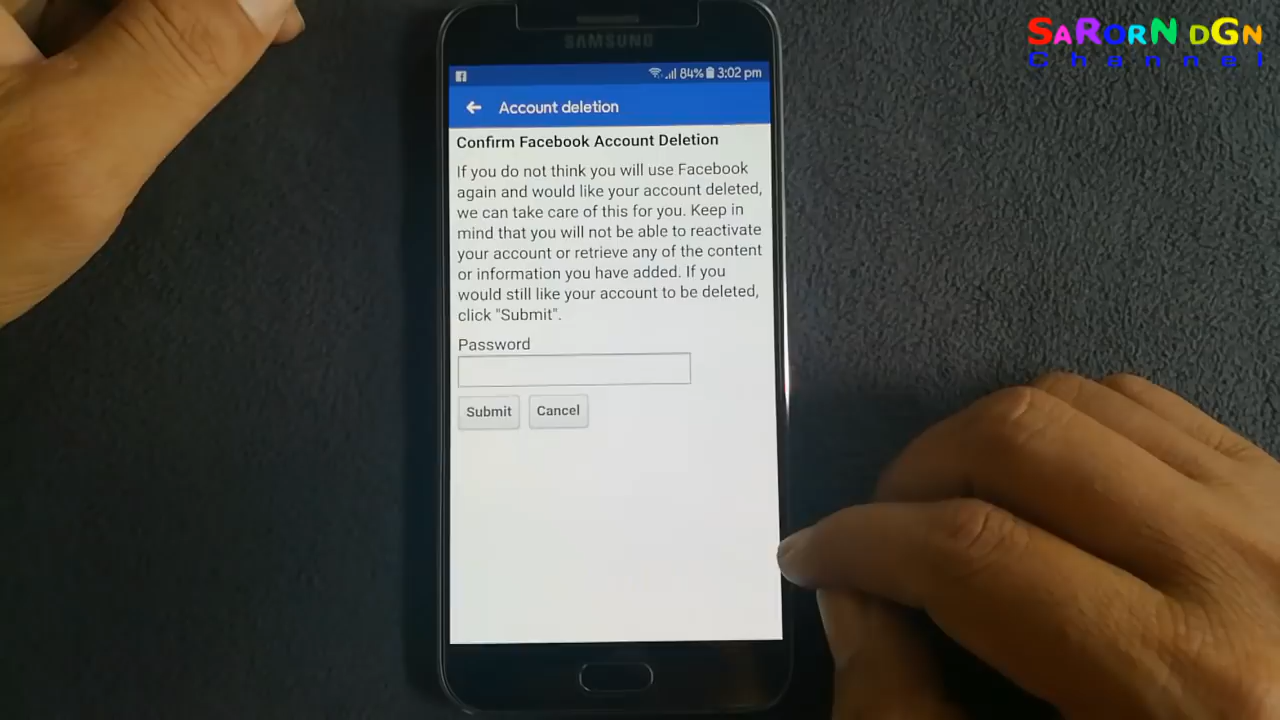 SaRorN dGn
Channel
SAMSUNG
84% 3:02 pm
Account deletion
Confirm Facebook Account Deletion
If you do not think you will use Facebook
again and would like your account deleted,
we can take care of this for you. Keep in
mind that you will not be able to reactivate
your account or retrieve any of the content
or information you have added. If you
would still like your account to be deleted,
click "Submit".
Password
Submit Cancel